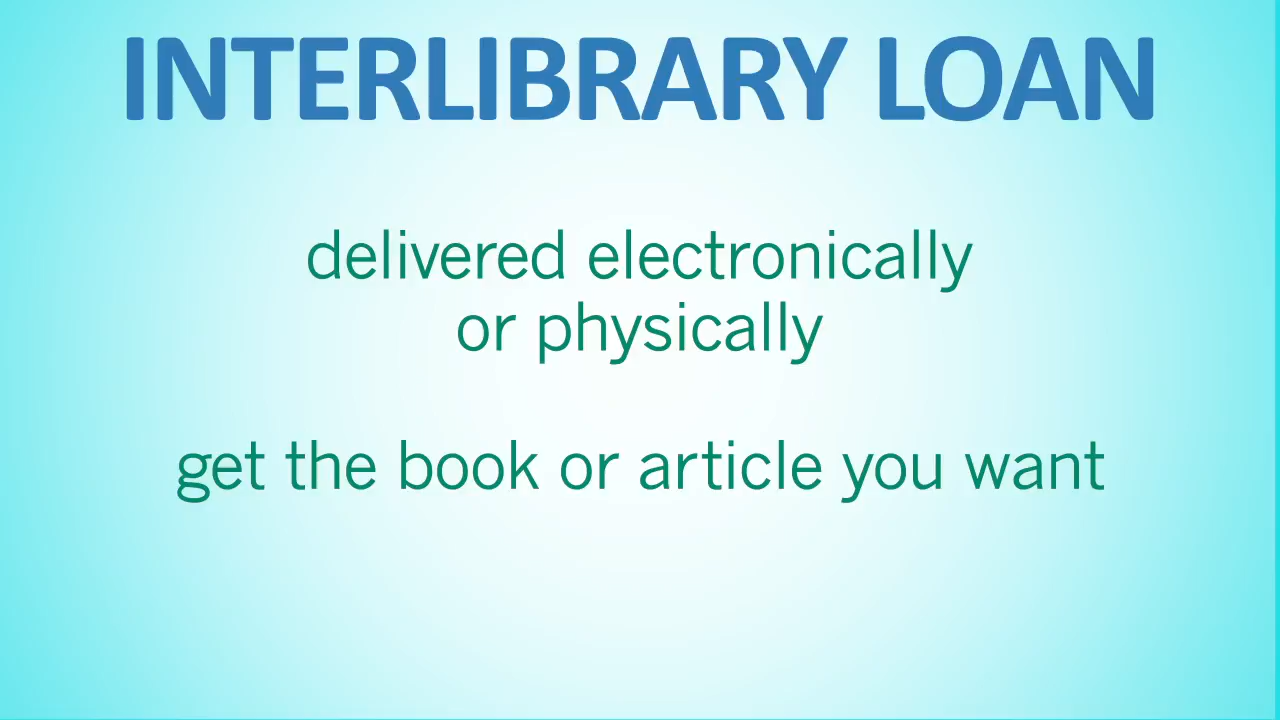 INTERLIBRARY LOAN
delivered electronically
or physically
get the book or article you want